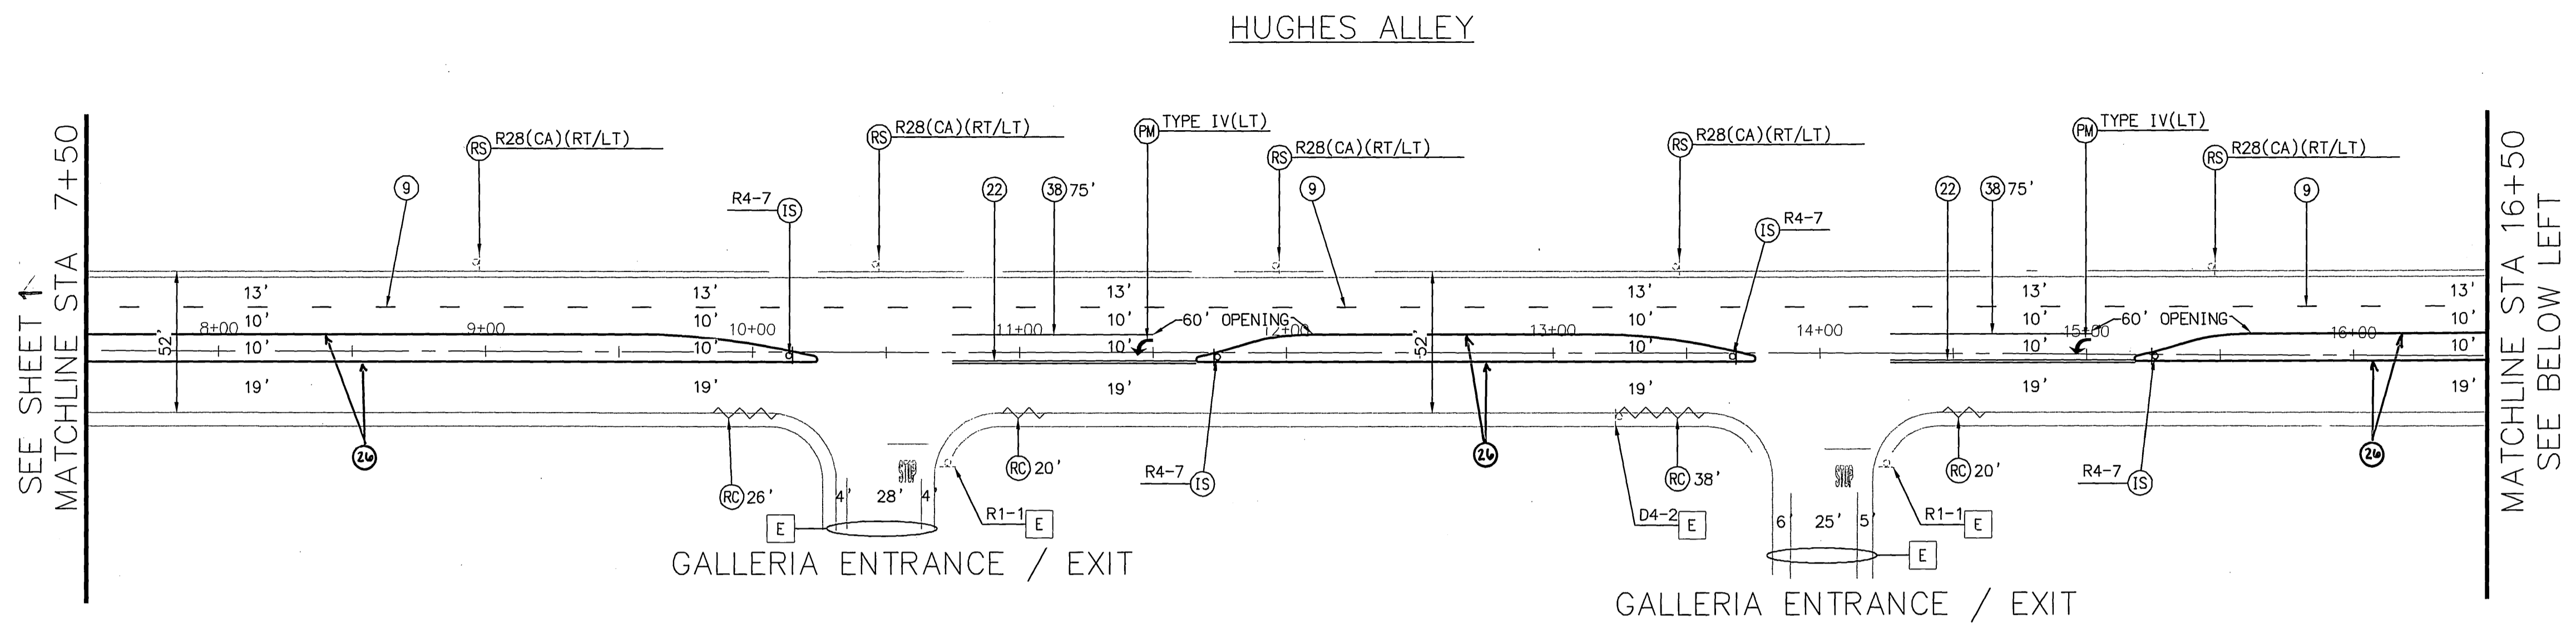 HUGHES ALLEY
SEE SHEET 1
MATCHLINE STA 7+50
RS R28(CA)(RT/LT)
RS R28(CA)(RT/LT)
PM TYPE IV(LT)
RS R28(CA)(RT/LT)
RS R28(CA)(RT/LT)
PM TYPE IV(LT)
RS R28(CA)(RT/LT)
9
R4-7 IS
22
38 75'
9
IS R4-7
22
38 75'
9
52'
13'
13'
13'
13'
13'
13'
10'
10'
10'
10'
10'
10'
8+00
9+00
10+00
11+00
60' OPENING
12+00
13+00
14+00
15+00
60' OPENING
16+00
10'
10'
10'
52'
10'
10'
10'
19'
19'
19'
19'
19'
19'
26
RC 26'
STOP
RC 20'
R4-7 IS
26
RC 38'
STOP
RC 20'
R4-7 IS
26
4'
28'
4'
E
R1-1 E
D4-2 E
6'
25'
5'
R1-1 E
E
GALLERIA ENTRANCE / EXIT
GALLERIA ENTRANCE / EXIT
MATCHLINE STA 16+50
SEE BELOW LEFT